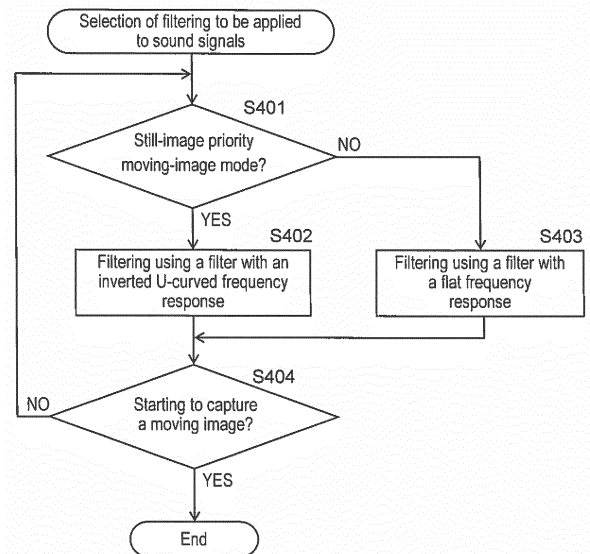 Selection of filtering to be applied
to sound signals
S401
Still-image priority
moving-image mode?
NO
YES
S402
Filtering using a filter with an
inverted U-curved frequency
response
S403
Filtering using a filter with
a flat frequency
response
S404
NO
Starting to capture
a moving image?
YES
End